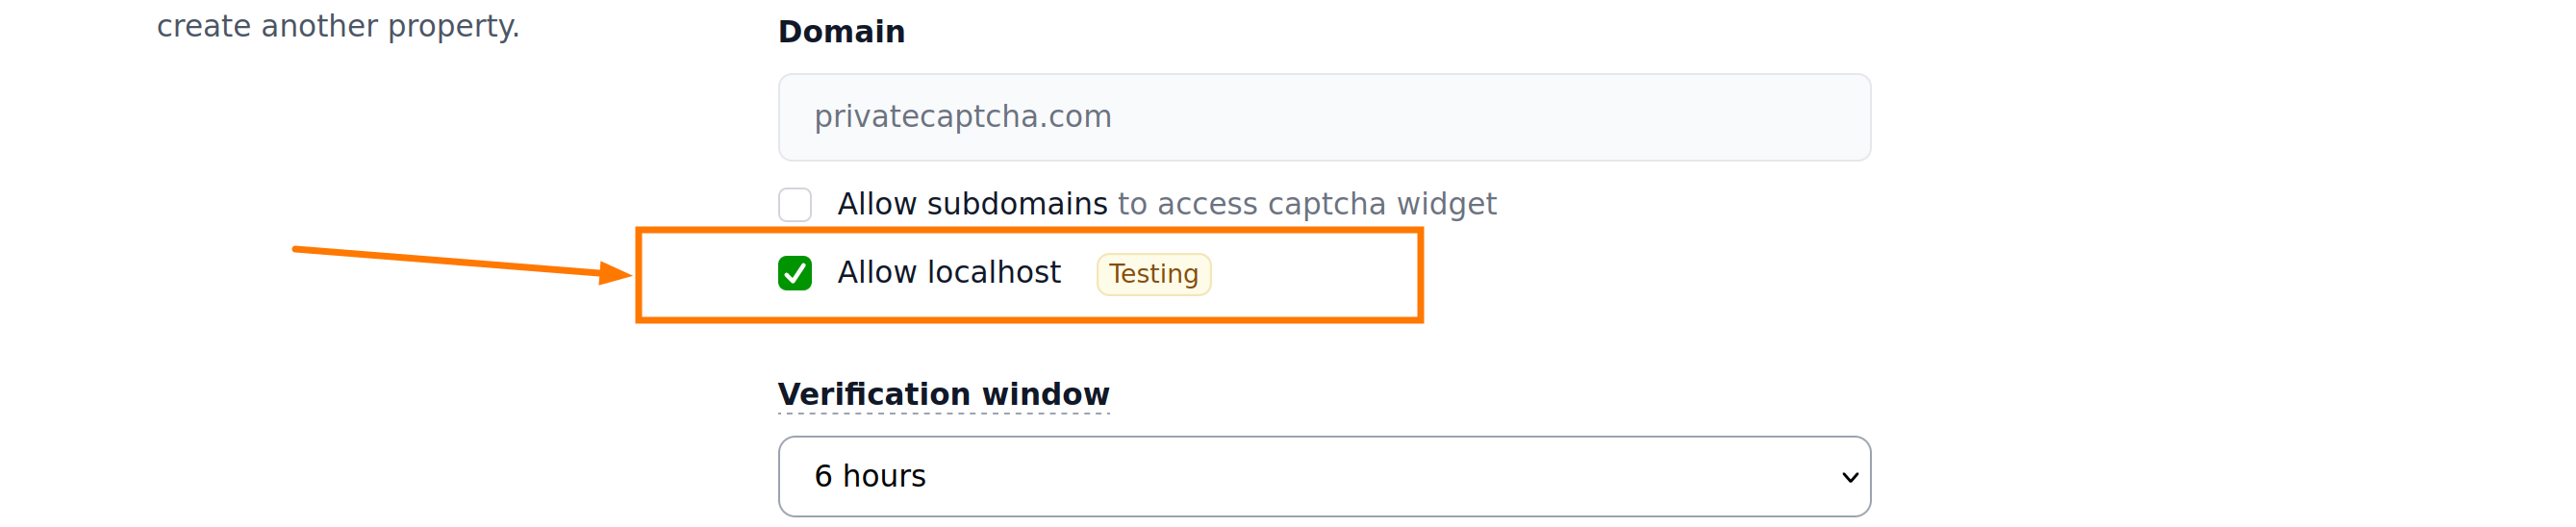 create another property.
Domain
privatecaptcha.com
Allow subdomains to access captcha widget
Allow localhost Testing
Verification window
6 hours